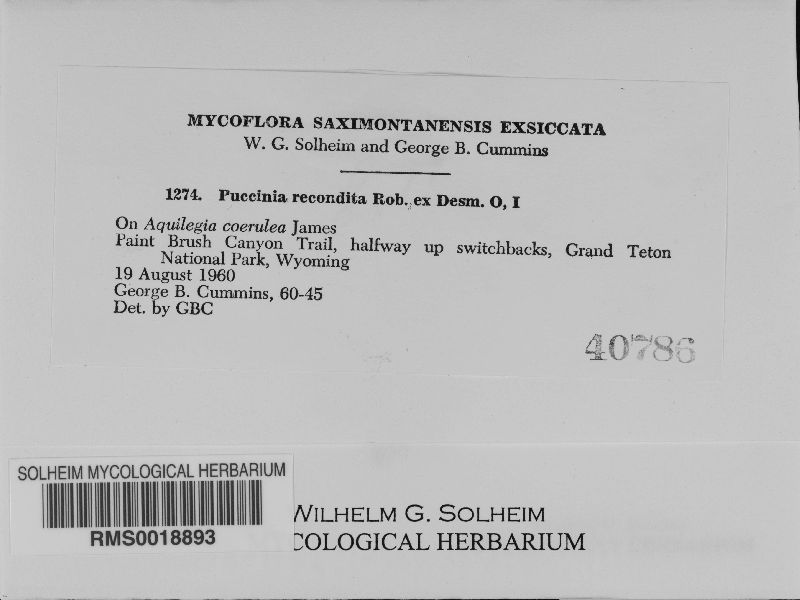 MYCOFLORA SAXIMONTANENSIS EXSICCATA
W. G. Solheim and George B. Cummins
1274. Puccinia recondita Rob. ex Desm. O, I
On Aquilegia coerulea James
Paint Brush Canyon Trail, halfway up switchbacks, Grand Teton
National Park, Wyoming
19 August 1960
George B. Cummins, 60-45
Det. by GBC
40786
SOLHEIM MYCOLOGICAL HERBARIUM
RMS0018893
WILHELM G. SOLHEIM
COLOGICAL HERBARIUM